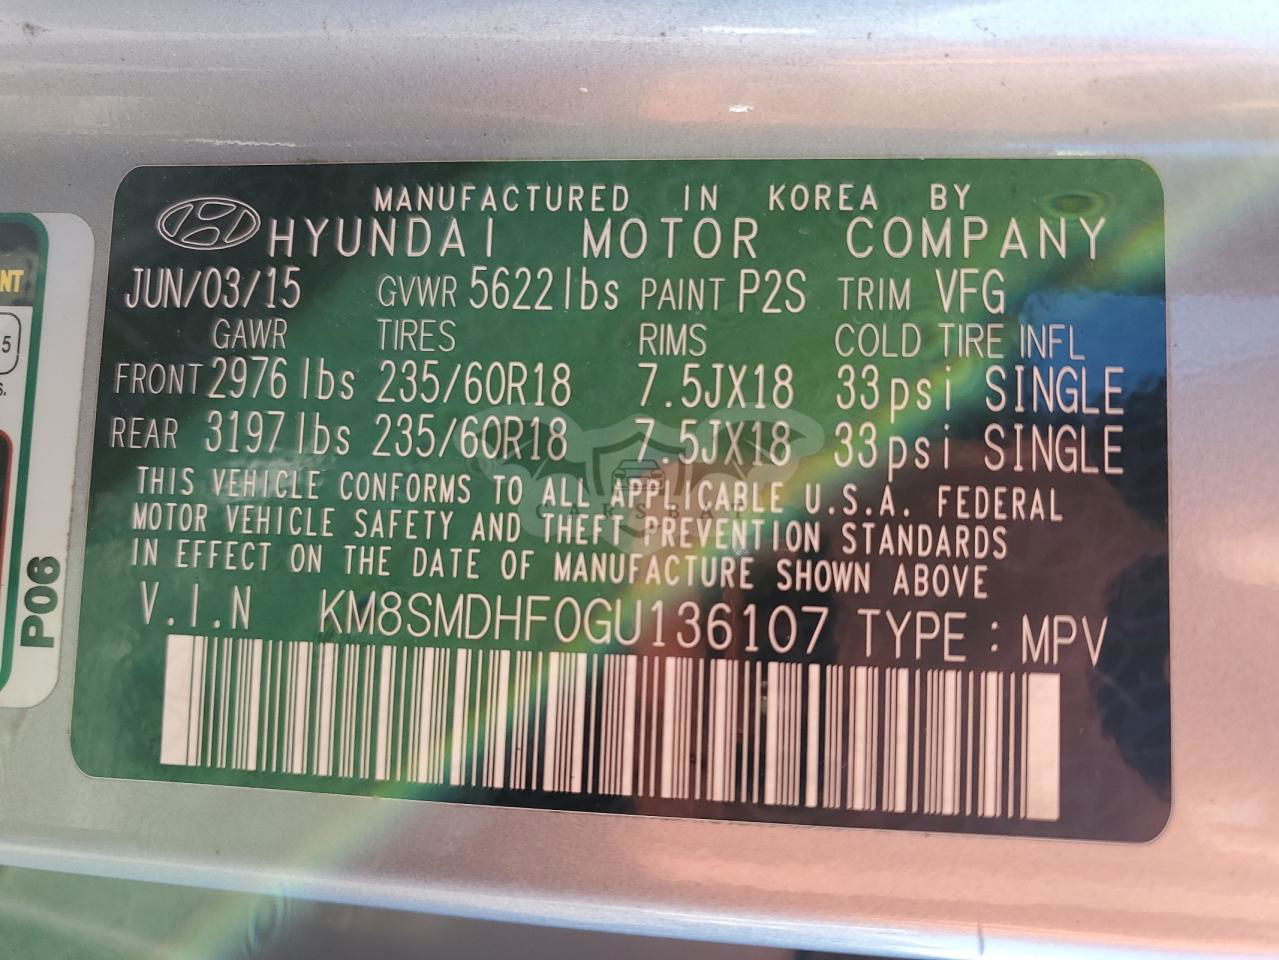 MANUFACTURED IN KOREA BY
HYUNDAI MOTOR COMPANY
JUN/03/15 GVWR 5622lbs PAINT P2S TRIM VFG
GAWR TIRES RIMS COLD TIRE INFL
FRONT 2976lbs 235/60R18 7.5JX18 33psi SINGLE
REAR 3197lbs 235/60R18 7.5JX18 33psi SINGLE
THIS VEHICLE CONFORMS TO ALL APPLICABLE U.S.A. FEDERAL
MOTOR VEHICLE SAFETY AND THEFT PREVENTION STANDARDS
IN EFFECT ON THE DATE OF MANUFACTURE SHOWN ABOVE
V.I.N KM8SMDHF0GU136107 TYPE : MPV
P06